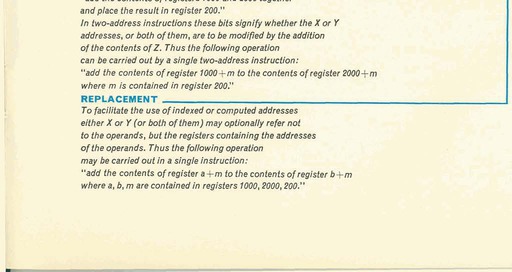 and place the result in register 200."
In two-address instructions these bits signify whether the X or Y
addresses, or both of them, are to be modified by the addition
of the contents of Z. Thus the following operation
can be carried out by a single two-address instruction:
"add the contents of register 1000+m to the contents of register 2000+m
where m is contained in register 200."
REPLACEMENT
To facilitate the use of indexed or computed addresses
either X or Y (or both of them) may optionally refer not
to the operands, but the registers containing the addresses
of the operands. Thus the following operation
may be carried out in a single instruction:
"add the contents of register a+m to the contents of register b+m
where a, b, m are contained in registers 1000, 2000, 200."